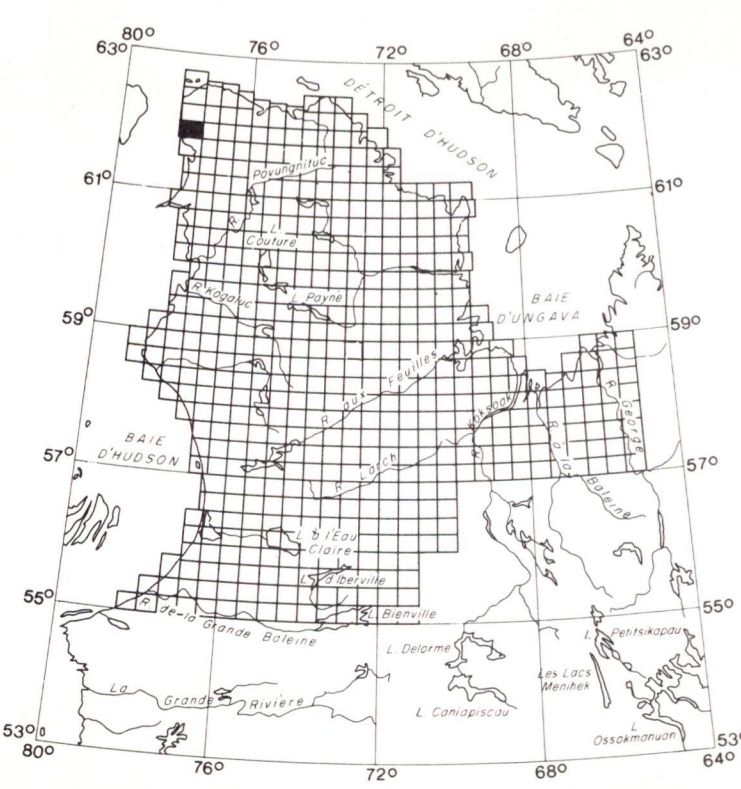 80°
76°
72°
68°
64°
63°
63°
DÉTROIT
D'HUDSON
Povungnituc
R.
61°
61°
L.
Couture
R. Kogaluc
L. Payne
BAIE
D'UNGAVA
59°
59°
R. aux Feuilles
Koksoak
R.
R. à la
Baleine
R. George
BAIE
D'HUDSON
57°
57°
R. Larch
L. à l'Eau
Claire
L. d'Iberville
55°
55°
R. de-la Grande Baleine
L. Bienville
L. Delorme
L. Petitsikapau
Les Lacs
Menihek
La Grande Rivière
L. Caniapiscau
L.
Ossokmanuan
53°
53°
80°
76°
72°
68°
64°